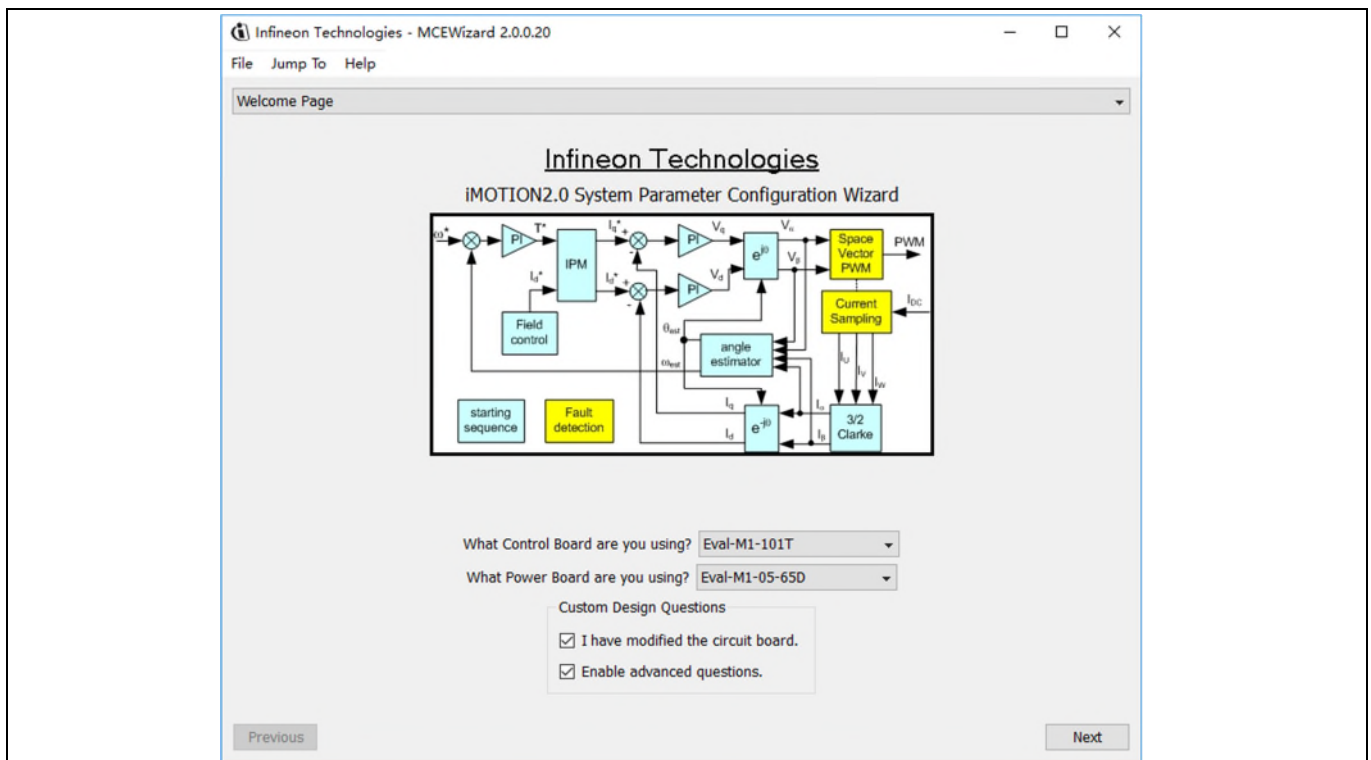 Infineon Technologies - MCEWizard 2.0.0.20
File Jump To Help
Welcome Page
Infineon Technologies
iMOTION2.0 System Parameter Configuration Wizard
ω*
PI
T*
IPM
Iq*
+
-
PI
Vq
e^jθ
Vα
Vβ
Space
Vector
PWM
PWM
Id*
Id*
+
-
PI
Vd
Field
control
Current
Sampling
IDC
θest
angle
estimator
ωest
IU
IV
IW
starting
sequence
Fault
detection
Iq
Id
e^-jθ
Iα
Iβ
3/2
Clarke
What Control Board are you using? Eval-M1-101T
What Power Board are you using? Eval-M1-05-65D
Custom Design Questions
I have modified the circuit board.
Enable advanced questions.
Previous Next